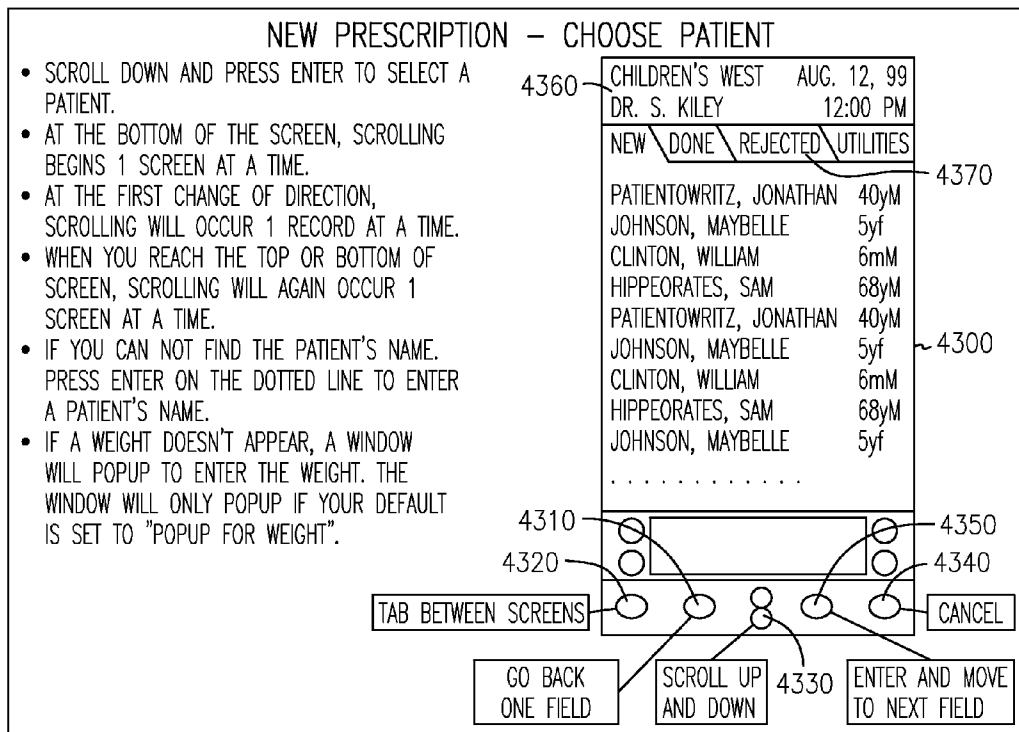 NEW PRESCRIPTION – CHOOSE PATIENT
• SCROLL DOWN AND PRESS ENTER TO SELECT A
PATIENT.
• AT THE BOTTOM OF THE SCREEN, SCROLLING
BEGINS 1 SCREEN AT A TIME.
• AT THE FIRST CHANGE OF DIRECTION,
SCROLLING WILL OCCUR 1 RECORD AT A TIME.
• WHEN YOU REACH THE TOP OR BOTTOM OF
SCREEN, SCROLLING WILL AGAIN OCCUR 1
SCREEN AT A TIME.
• IF YOU CAN NOT FIND THE PATIENT'S NAME.
PRESS ENTER ON THE DOTTED LINE TO ENTER
A PATIENT'S NAME.
• IF A WEIGHT DOESN'T APPEAR, A WINDOW
WILL POPUP TO ENTER THE WEIGHT. THE
WINDOW WILL ONLY POPUP IF YOUR DEFAULT
IS SET TO "POPUP FOR WEIGHT".
4360
CHILDREN'S WEST AUG. 12, 99
DR. S. KILEY 12:00 PM
NEW DONE REJECTED UTILITIES
4370
PATIENTOWRITZ, JONATHAN 40yM
JOHNSON, MAYBELLE 5yf
CLINTON, WILLIAM 6mM
HIPPEORATES, SAM 68yM
PATIENTOWRITZ, JONATHAN 40yM
JOHNSON, MAYBELLE 5yf
4300
CLINTON, WILLIAM 6mM
HIPPEORATES, SAM 68yM
JOHNSON, MAYBELLE 5yf
. . . . . . . . . . . .
4310
4350
4320
4340
TAB BETWEEN SCREENS
CANCEL
GO BACK
ONE FIELD
SCROLL UP
AND DOWN
4330
ENTER AND MOVE
TO NEXT FIELD